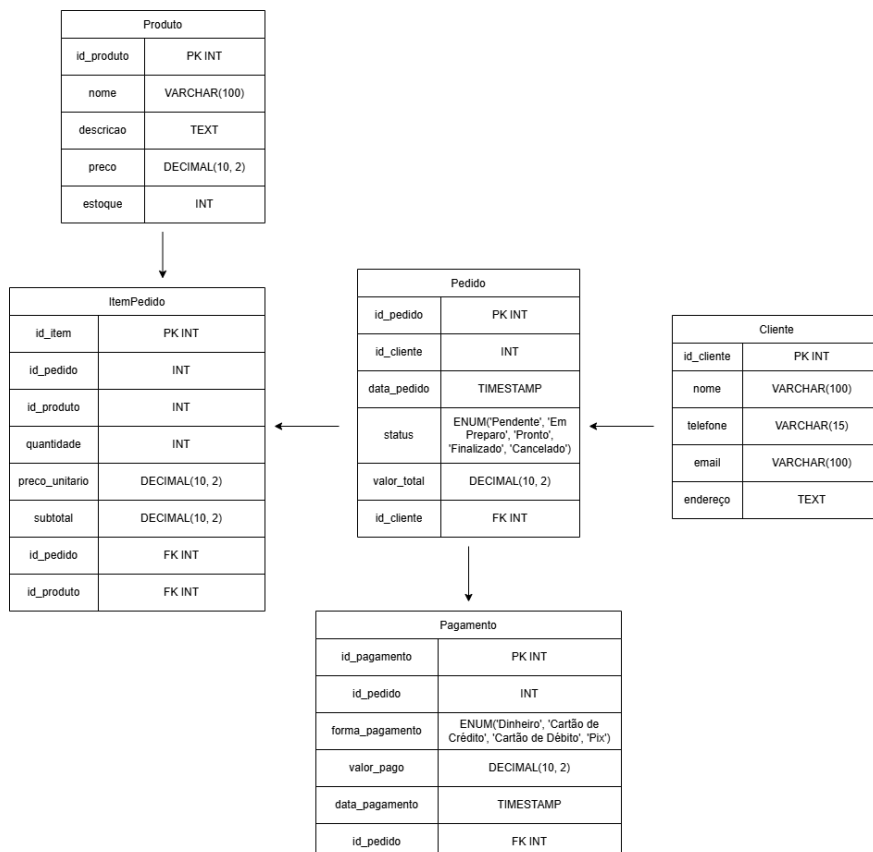 Produto
id_produto PK INT
nome VARCHAR(100)
descricao TEXT
preco DECIMAL(10, 2)
estoque INT
ItemPedido
id_item PK INT
id_pedido INT
id_produto INT
quantidade INT
preco_unitario DECIMAL(10, 2)
subtotal DECIMAL(10, 2)
id_pedido FK INT
id_produto FK INT
Pedido
id_pedido PK INT
id_cliente INT
data_pedido TIMESTAMP
status ENUM('Pendente', 'Em
Preparo', 'Pronto',
'Finalizado', 'Cancelado')
valor_total DECIMAL(10, 2)
id_cliente FK INT
Cliente
id_cliente PK INT
nome VARCHAR(100)
telefone VARCHAR(15)
email VARCHAR(100)
endereço TEXT
Pagamento
id_pagamento PK INT
id_pedido INT
forma_pagamento ENUM('Dinheiro', 'Cartão de
Crédito', 'Cartão de Débito', 'Pix')
valor_pago DECIMAL(10, 2)
data_pagamento TIMESTAMP
id_pedido FK INT